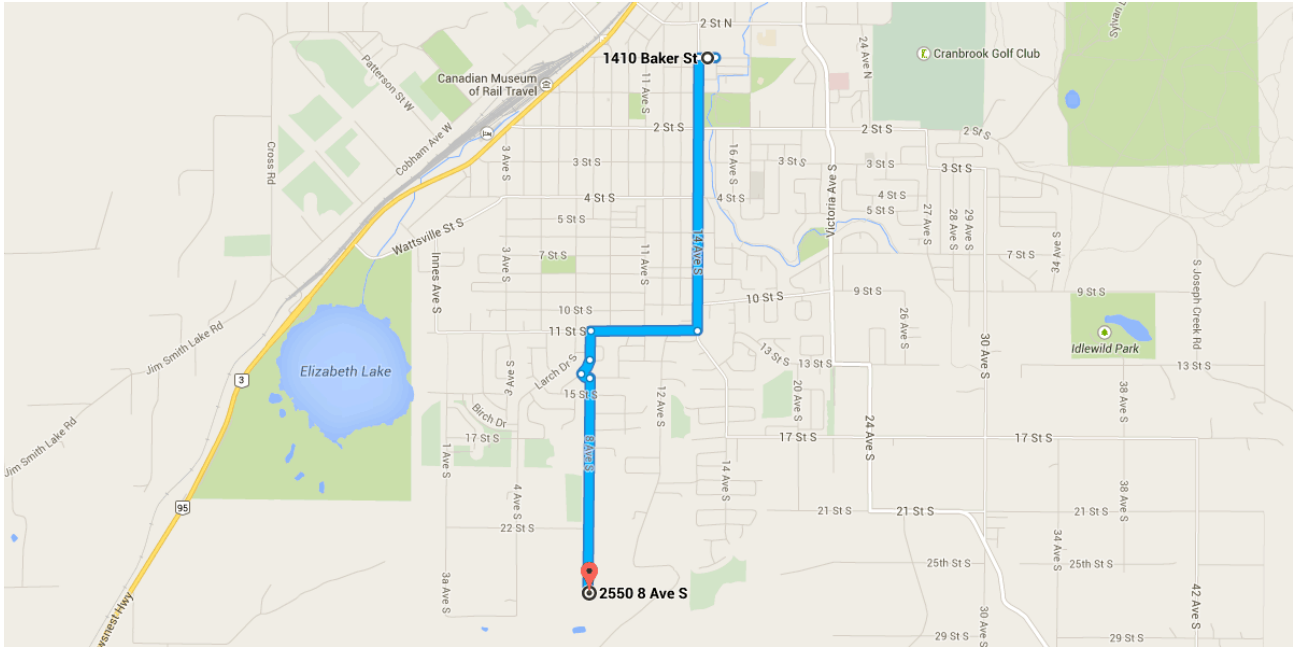 2 St N
1410 Baker St
Sylvan
Patterson St W
24 Ave N
Cranbrook Golf Club
Canadian Museum
of Rail Travel
11 Ave S
Cobham Ave W
2 St S
2 St S
2 St S
Cross Rd
3 Ave S
3 St S
16 Ave S
3 St S
3 St S
3 St S
4 St S
4 St S
4 St S
5 St S
5 St S
Victoria Ave S
27 Ave S
28 Ave S
29 Ave S
34 Ave S
Wattsville St S
14 Ave S
7 St S
7 St S
3 Ave S
11 Ave S
Innes Ave S
S Joseph Creek Rd
9 St S
9 St S
10 St S
10 St S
11 St S
26 Ave S
30 Ave S
Idlewild Park
Jim Smith Lake Rd
Elizabeth Lake
3
3 Ave S
Larch Dr S
13 St S
13 St S
13 St S
15 St S
12 Ave S
20 Ave S
38 Ave S
Birch Dr
24 Ave S
17 St S
17 St S
17 St S
Jim Smith Lake Rd
1 Ave S
8 Ave S
14 Ave S
4 Ave S
38 Ave S
95
21 St S
21 St S
21 St S
22 St S
34 Ave S
25th St S
25th St S
3a Ave S
2550 8 Ave S
42 Ave S
wsnest Hwy
30 Ave S
29 St S
29 St S